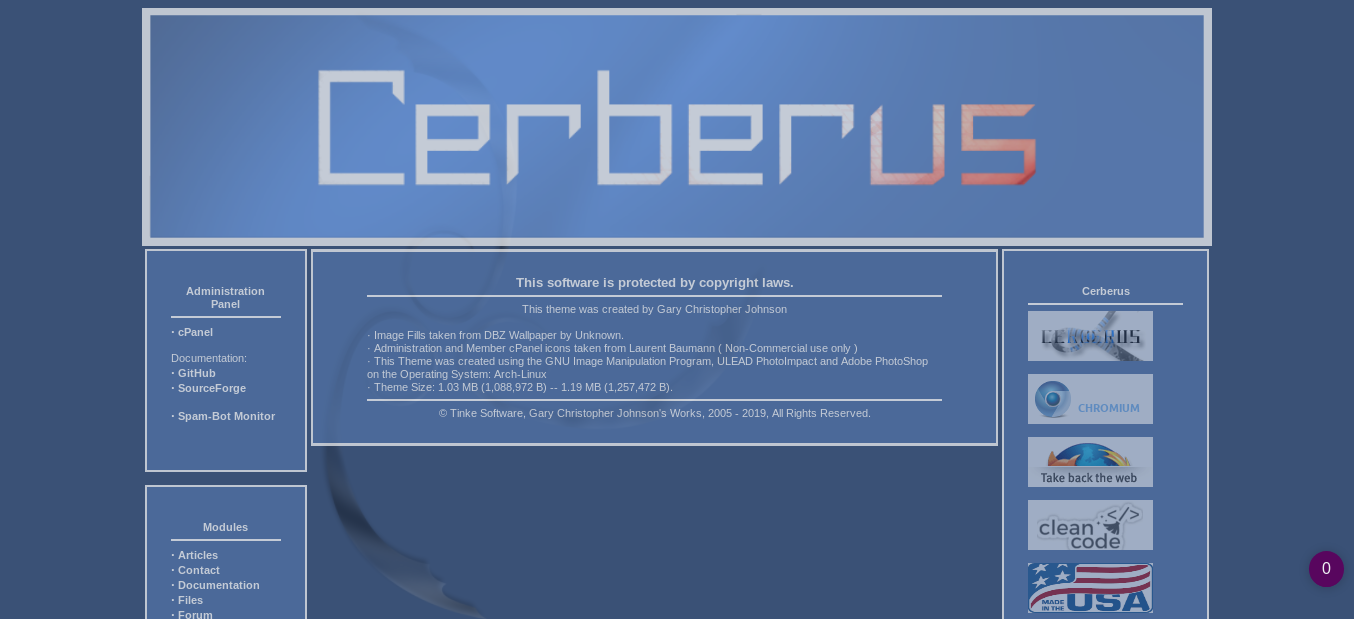 Cerberus
Administration
Panel
· cPanel
Documentation:
· GitHub
· SourceForge
· Spam-Bot Monitor
Modules
· Articles
· Contact
· Documentation
· Files
· Forum
This software is protected by copyright laws.
This theme was created by Gary Christopher Johnson
· Image Fills taken from DBZ Wallpaper by Unknown.
· Administration and Member cPanel icons taken from Laurent Baumann ( Non-Commercial use only )
· This Theme was created using the GNU Image Manipulation Program, ULEAD PhotoImpact and Adobe PhotoShop
on the Operating System: Arch-Linux
· Theme Size: 1.03 MB (1,088,972 B) -- 1.19 MB (1,257,472 B).
© Tinke Software, Gary Christopher Johnson's Works, 2005 - 2019, All Rights Reserved.
Cerberus
CERBERUS
CHROMIUM
Take back the web
clean </>
code
MADE
IN THE USA
0